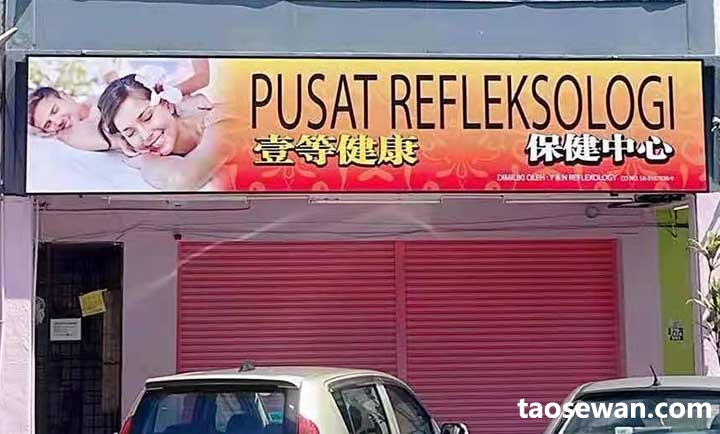 PUSAT REFLEKSOLOGI
壹等健康 保健中心
DIMILIKI OLEH : Y & N REFLEXOLOGY
taosewan.com